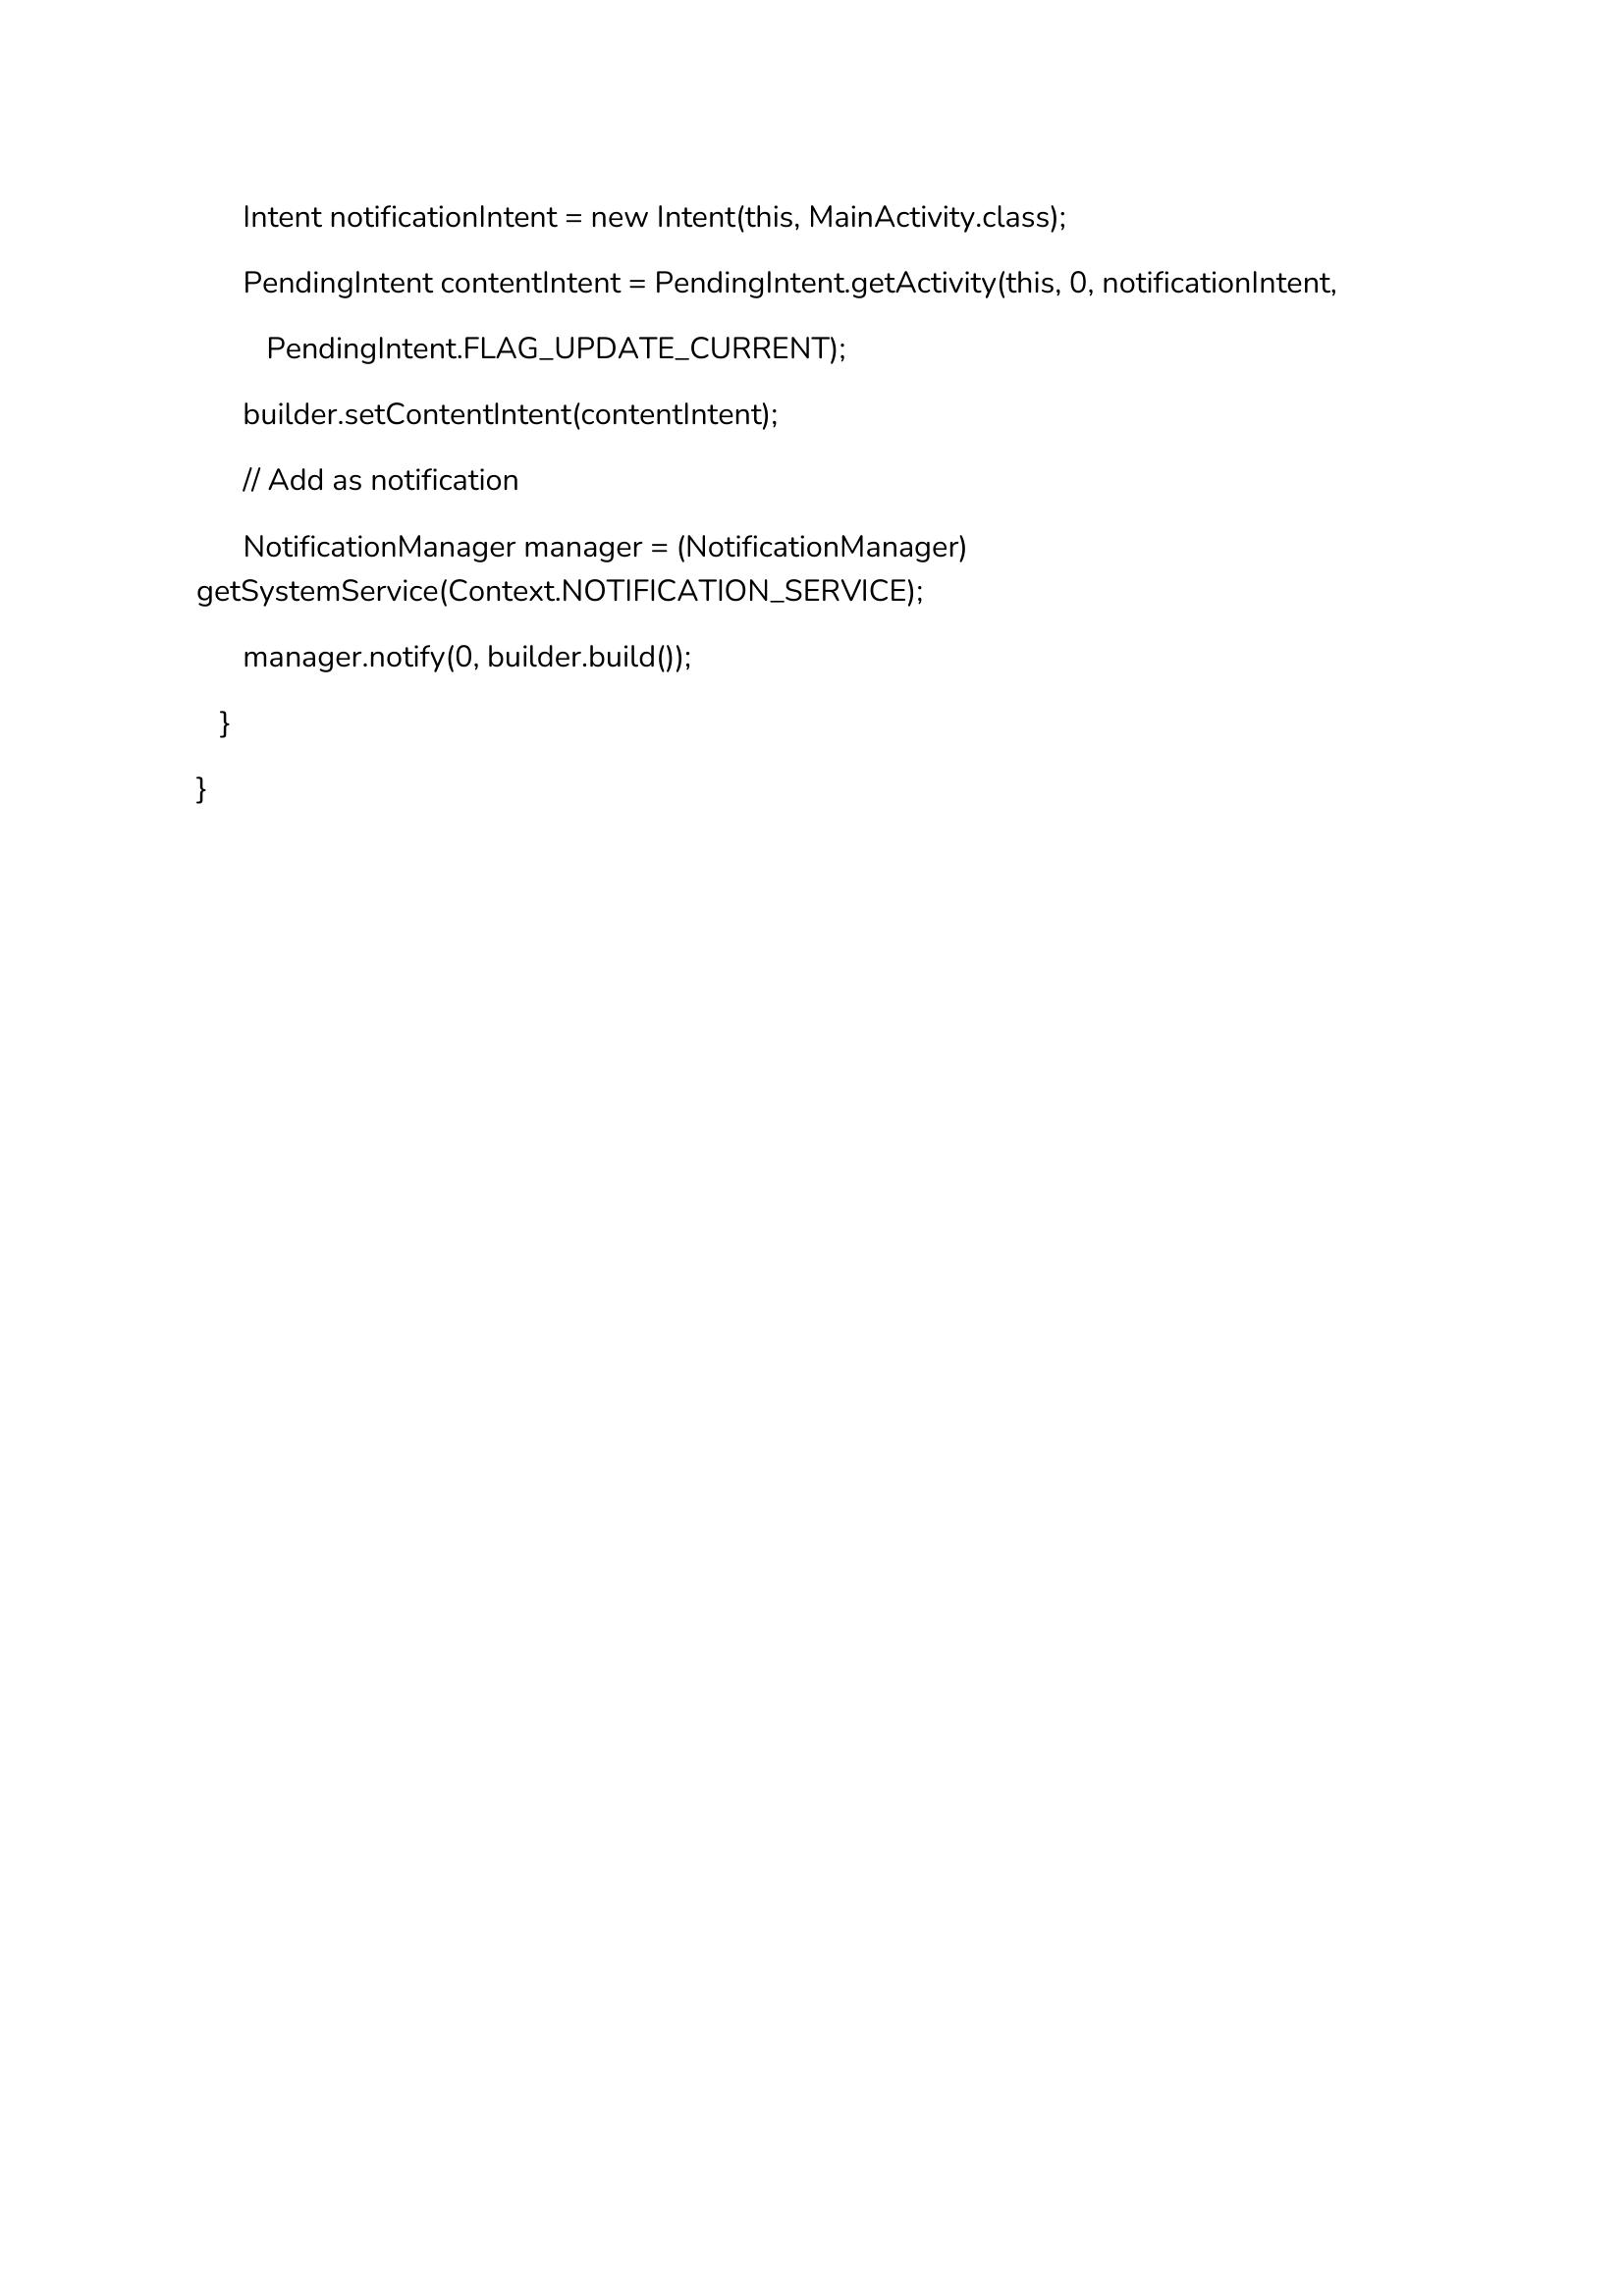 Intent notificationIntent = new Intent(this, MainActivity.class);
PendingIntent contentIntent = PendingIntent.getActivity(this, 0, notificationIntent,
PendingIntent.FLAG_UPDATE_CURRENT);
builder.setContentIntent(contentIntent);
// Add as notification
NotificationManager manager = (NotificationManager)
getSystemService(Context.NOTIFICATION_SERVICE);
manager.notify(0, builder.build());
}
}